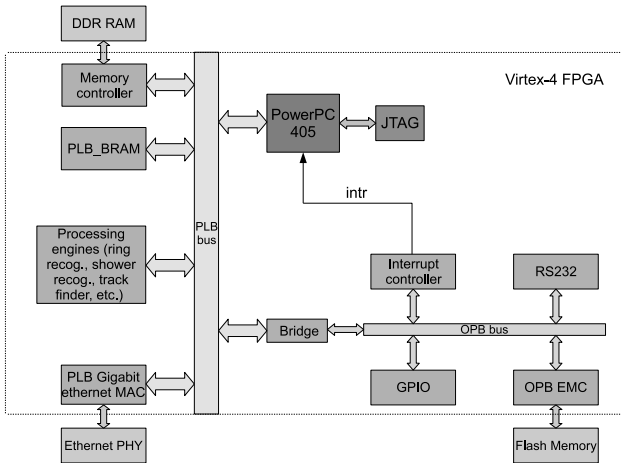 DDR RAM
Memory
controller
Virtex-4 FPGA
PowerPC
405
JTAG
PLB_BRAM
intr
PLB
bus
Processing
engines (ring
recog., shower
recog., track
finder, etc.)
Interrupt
controller
RS232
Bridge
OPB bus
PLB Gigabit
ethernet MAC
GPIO
OPB EMC
Ethernet PHY
Flash Memory